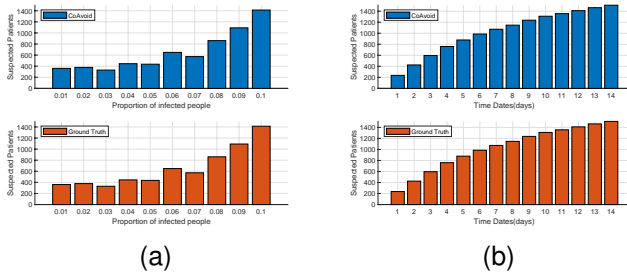 CoAvoid
Suspected Patients
1400
1200
1000
800
600
400
200
0
0.01 0.02 0.03 0.04 0.05 0.06 0.07 0.08 0.09 0.1
Proportion of infected people
Ground Truth
Suspected Patients
1400
1200
1000
800
600
400
200
0
0.01 0.02 0.03 0.04 0.05 0.06 0.07 0.08 0.09 0.1
Proportion of infected people
(a)
CoAvoid
Suspected Patients
1400
1200
1000
800
600
400
200
0
1 2 3 4 5 6 7 8 9 10 11 12 13 14
Time Dates(days)
Ground Truth
Suspected Patients
1400
1200
1000
800
600
400
200
0
1 2 3 4 5 6 7 8 9 10 11 12 13 14
Time Dates(days)
(b)